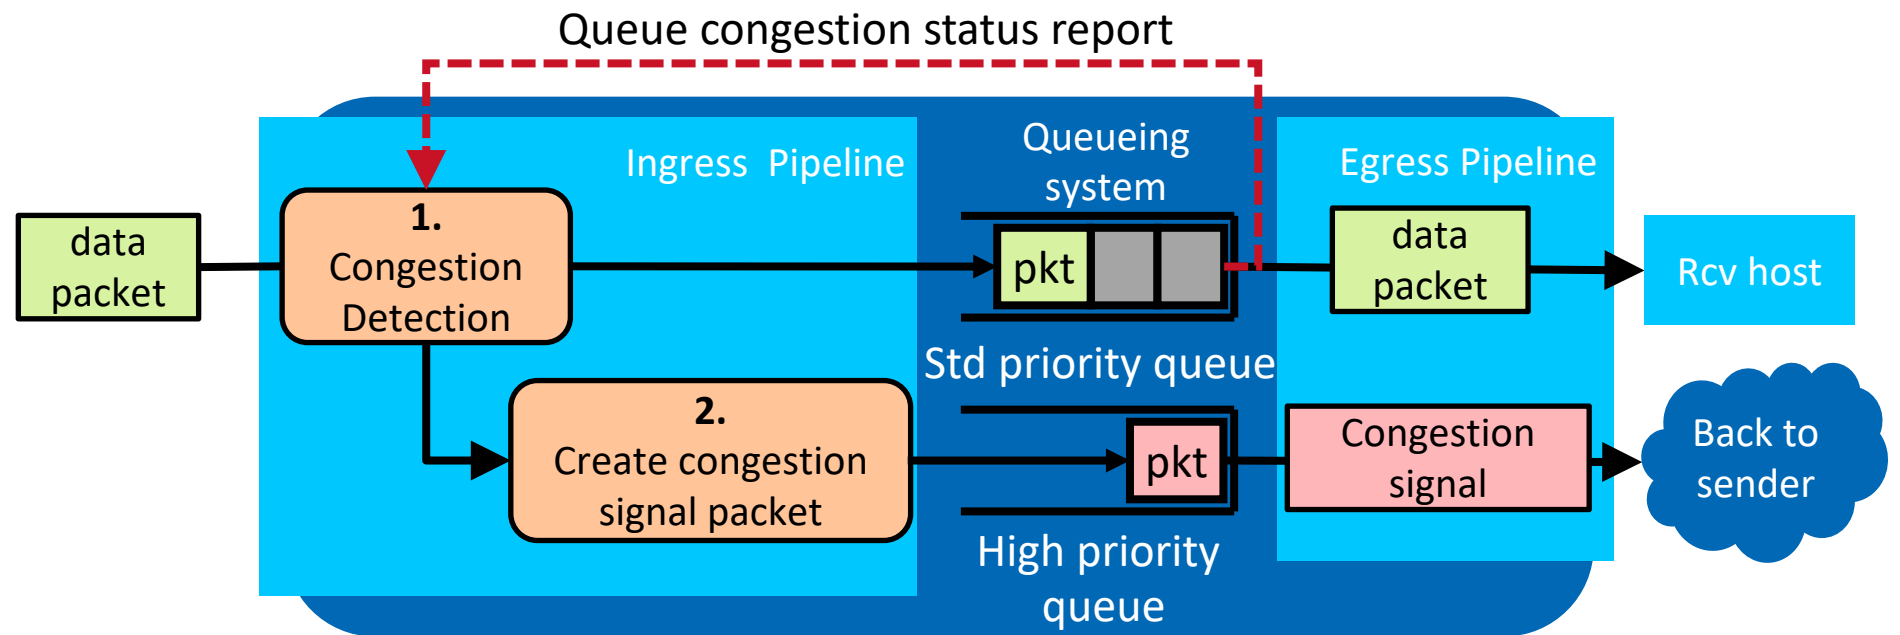 Queue congestion status report
Ingress  Pipeline
Queueing
system
Egress Pipeline
data
packet
1.
Congestion
Detection
pkt
data
packet
Rcv host
Std priority queue
2.
Create congestion
signal packet
pkt
Congestion
signal
Back to
sender
High priority
queue